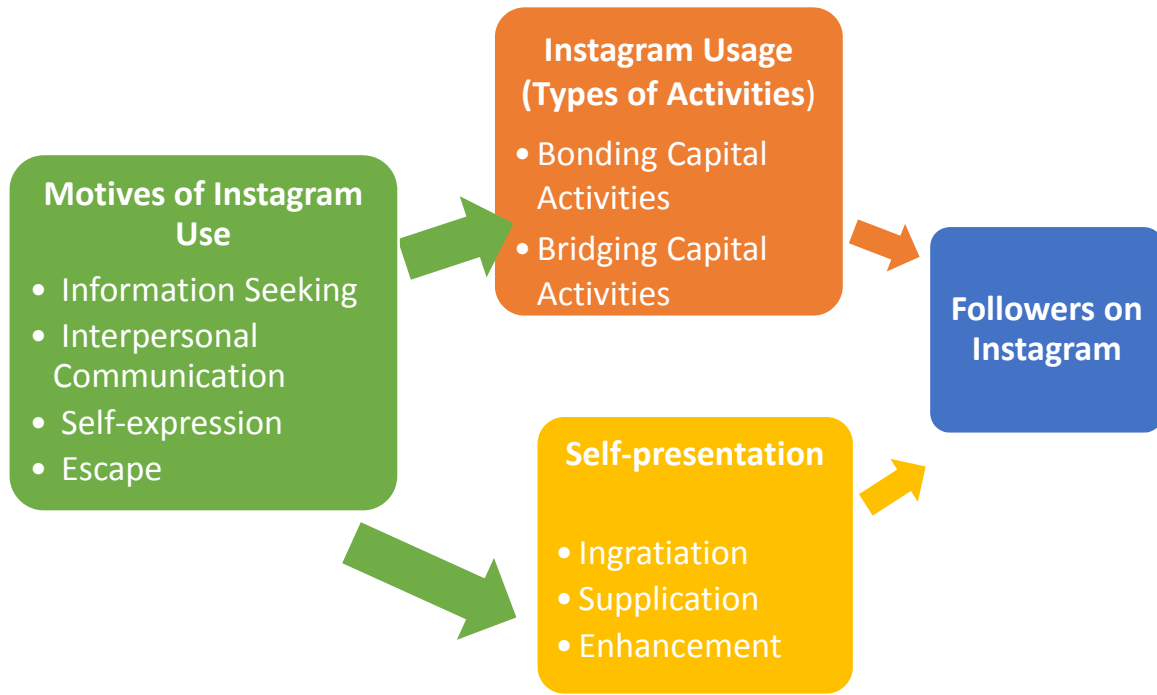 Motives of Instagram
Use
• Information Seeking
• Interpersonal
Communication
• Self-expression
• Escape
Instagram Usage
(Types of Activities)
• Bonding Capital
Activities
• Bridging Capital
Activities
Self-presentation
• Ingratiation
• Supplication
• Enhancement
Followers on
Instagram